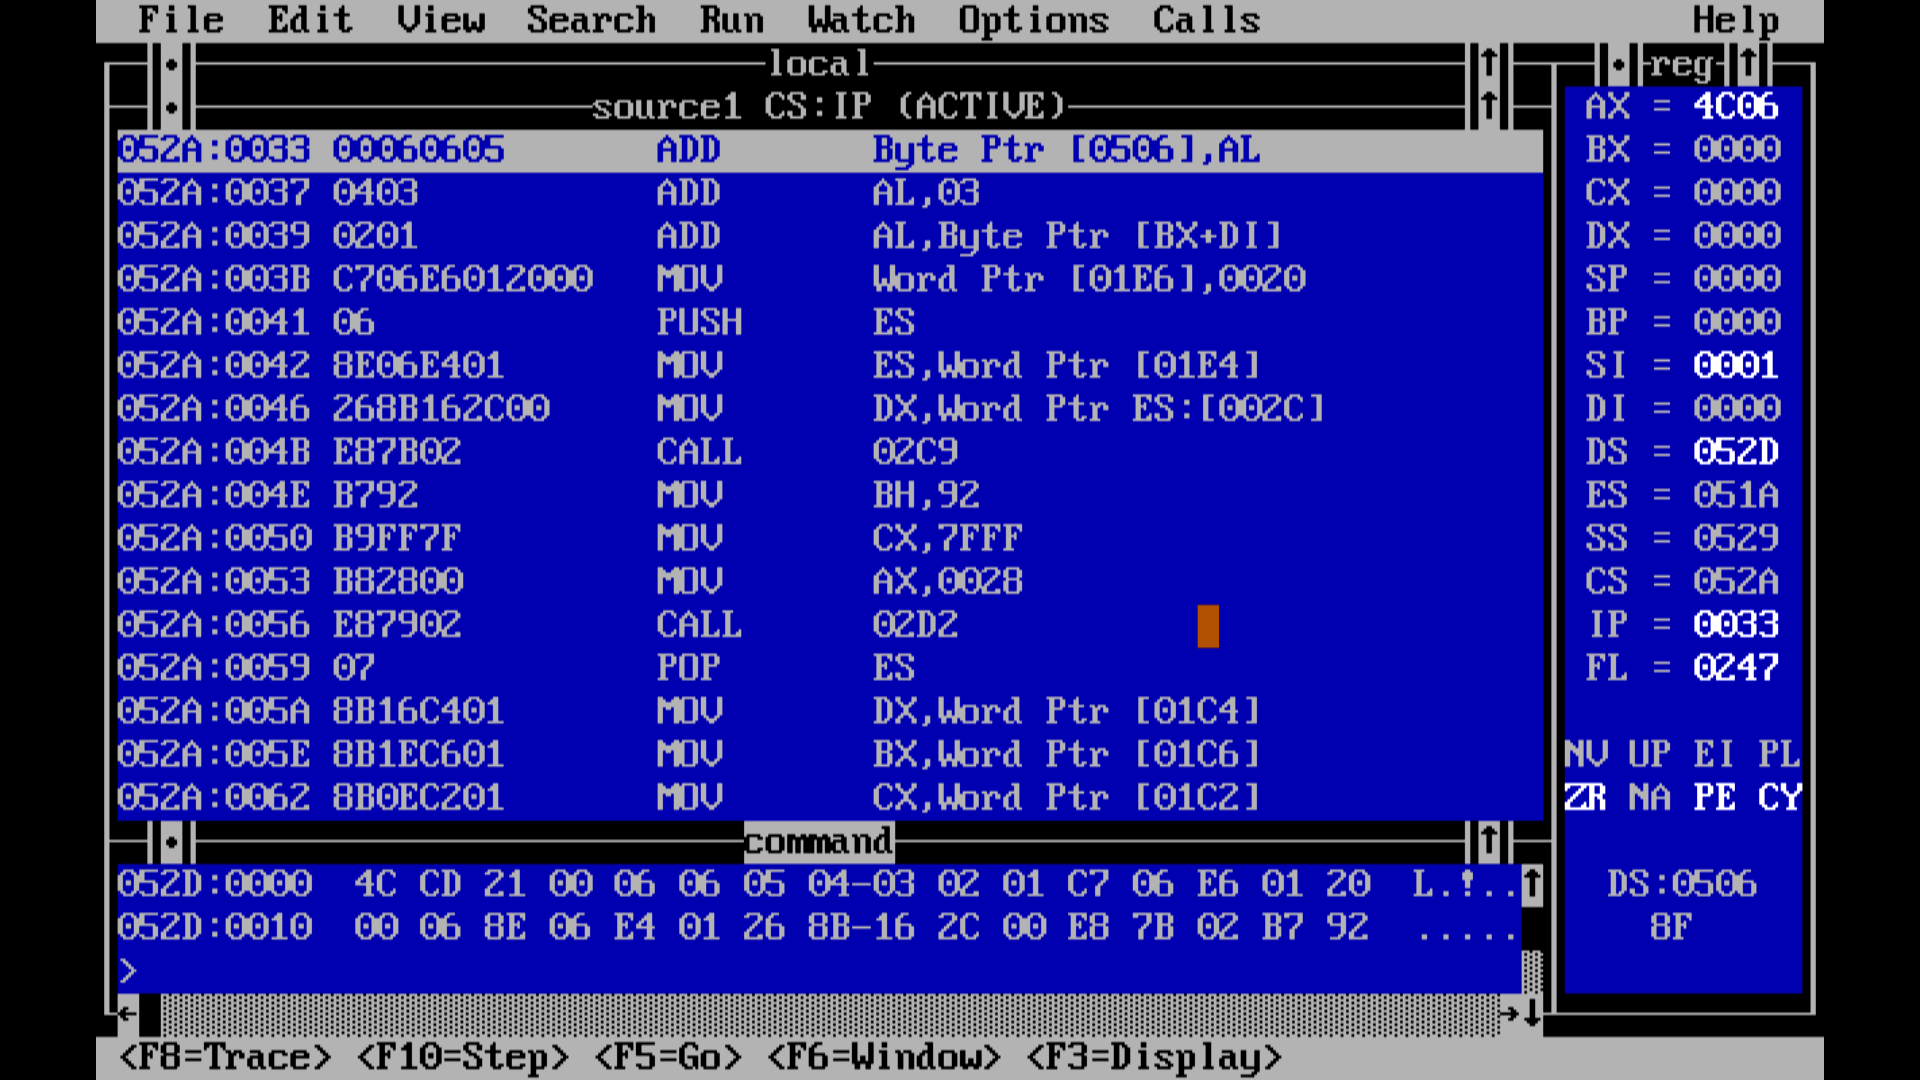 File Edit View Search Run Watch Options Calls Help
local
source1 CS:IP (ACTIVE)
052A:0033 00060605 ADD Byte Ptr [0506],AL
052A:0037 0403 ADD AL,03
052A:0039 0201 ADD AL,Byte Ptr [BX+DI]
052A:003B C706E6012000 MOV Word Ptr [01E6],0020
052A:0041 06 PUSH ES
052A:0042 8E06E401 MOV ES,Word Ptr [01E4]
052A:0046 268B162C00 MOV DX,Word Ptr ES:[002C]
052A:004B E87B02 CALL 02C9
052A:004E B792 MOV BH,92
052A:0050 B9FF7F MOV CX,7FFF
052A:0053 B82800 MOV AX,0028
052A:0056 E87902 CALL 02D2
052A:0059 07 POP ES
052A:005A 8B16C401 MOV DX,Word Ptr [01C4]
052A:005E 8B1EC601 MOV BX,Word Ptr [01C6]
052A:0062 8B0EC201 MOV CX,Word Ptr [01C2]
command
052D:0000 4C CD 21 00 06 06 05 04-03 02 01 C7 06 E6 01 20 L.!..
052D:0010 00 06 8E 06 E4 01 26 8B-16 2C 00 E8 7B 02 B7 92 .....
>
reg
AX = 4C06
BX = 0000
CX = 0000
DX = 0000
SP = 0000
BP = 0000
SI = 0001
DI = 0000
DS = 052D
ES = 051A
SS = 0529
CS = 052A
IP = 0033
FL = 0247
NV UP EI PL
ZR NA PE CY
DS:0506
8F
<F8=Trace> <F10=Step> <F5=Go> <F6=Window> <F3=Display>